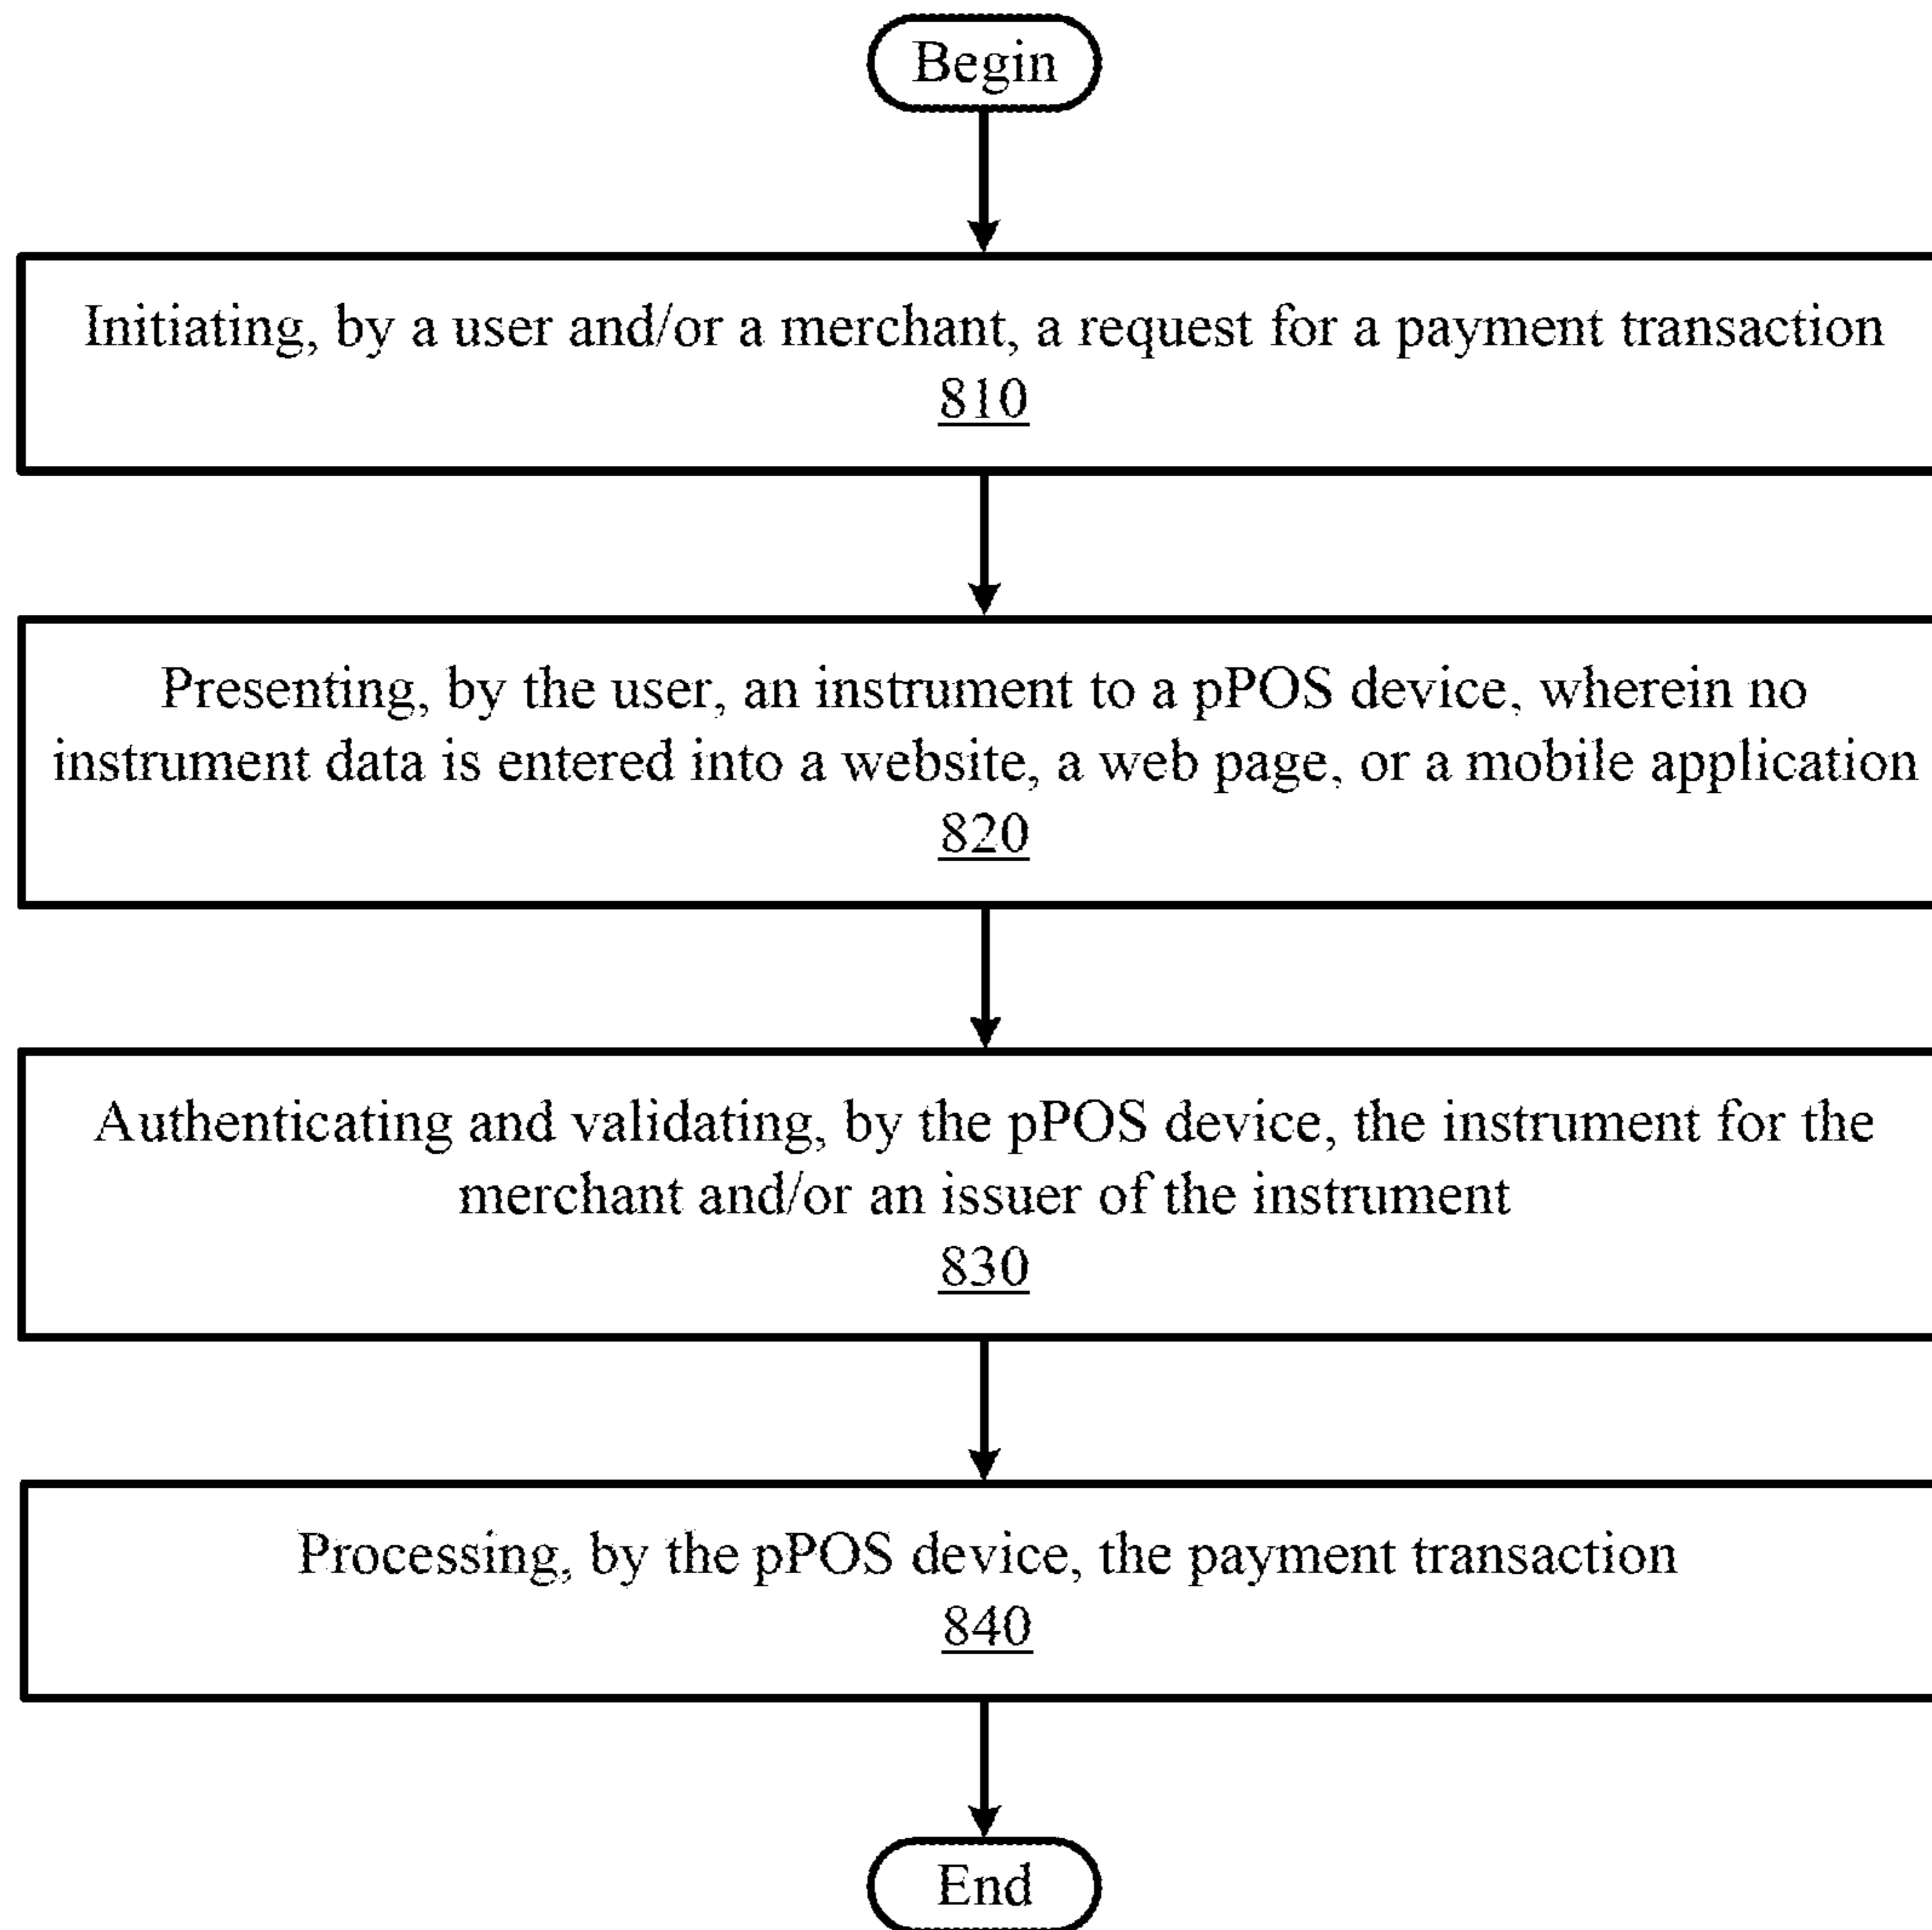 Begin
Initiating, by a user and/or a merchant, a request for a payment transaction
810
Presenting, by the user, an instrument to a pPOS device, wherein no
instrument data is entered into a website, a web page, or a mobile application
820
Authenticating and validating, by the pPOS device, the instrument for the
merchant and/or an issuer of the instrument
830
Processing, by the pPOS device, the payment transaction
840
End